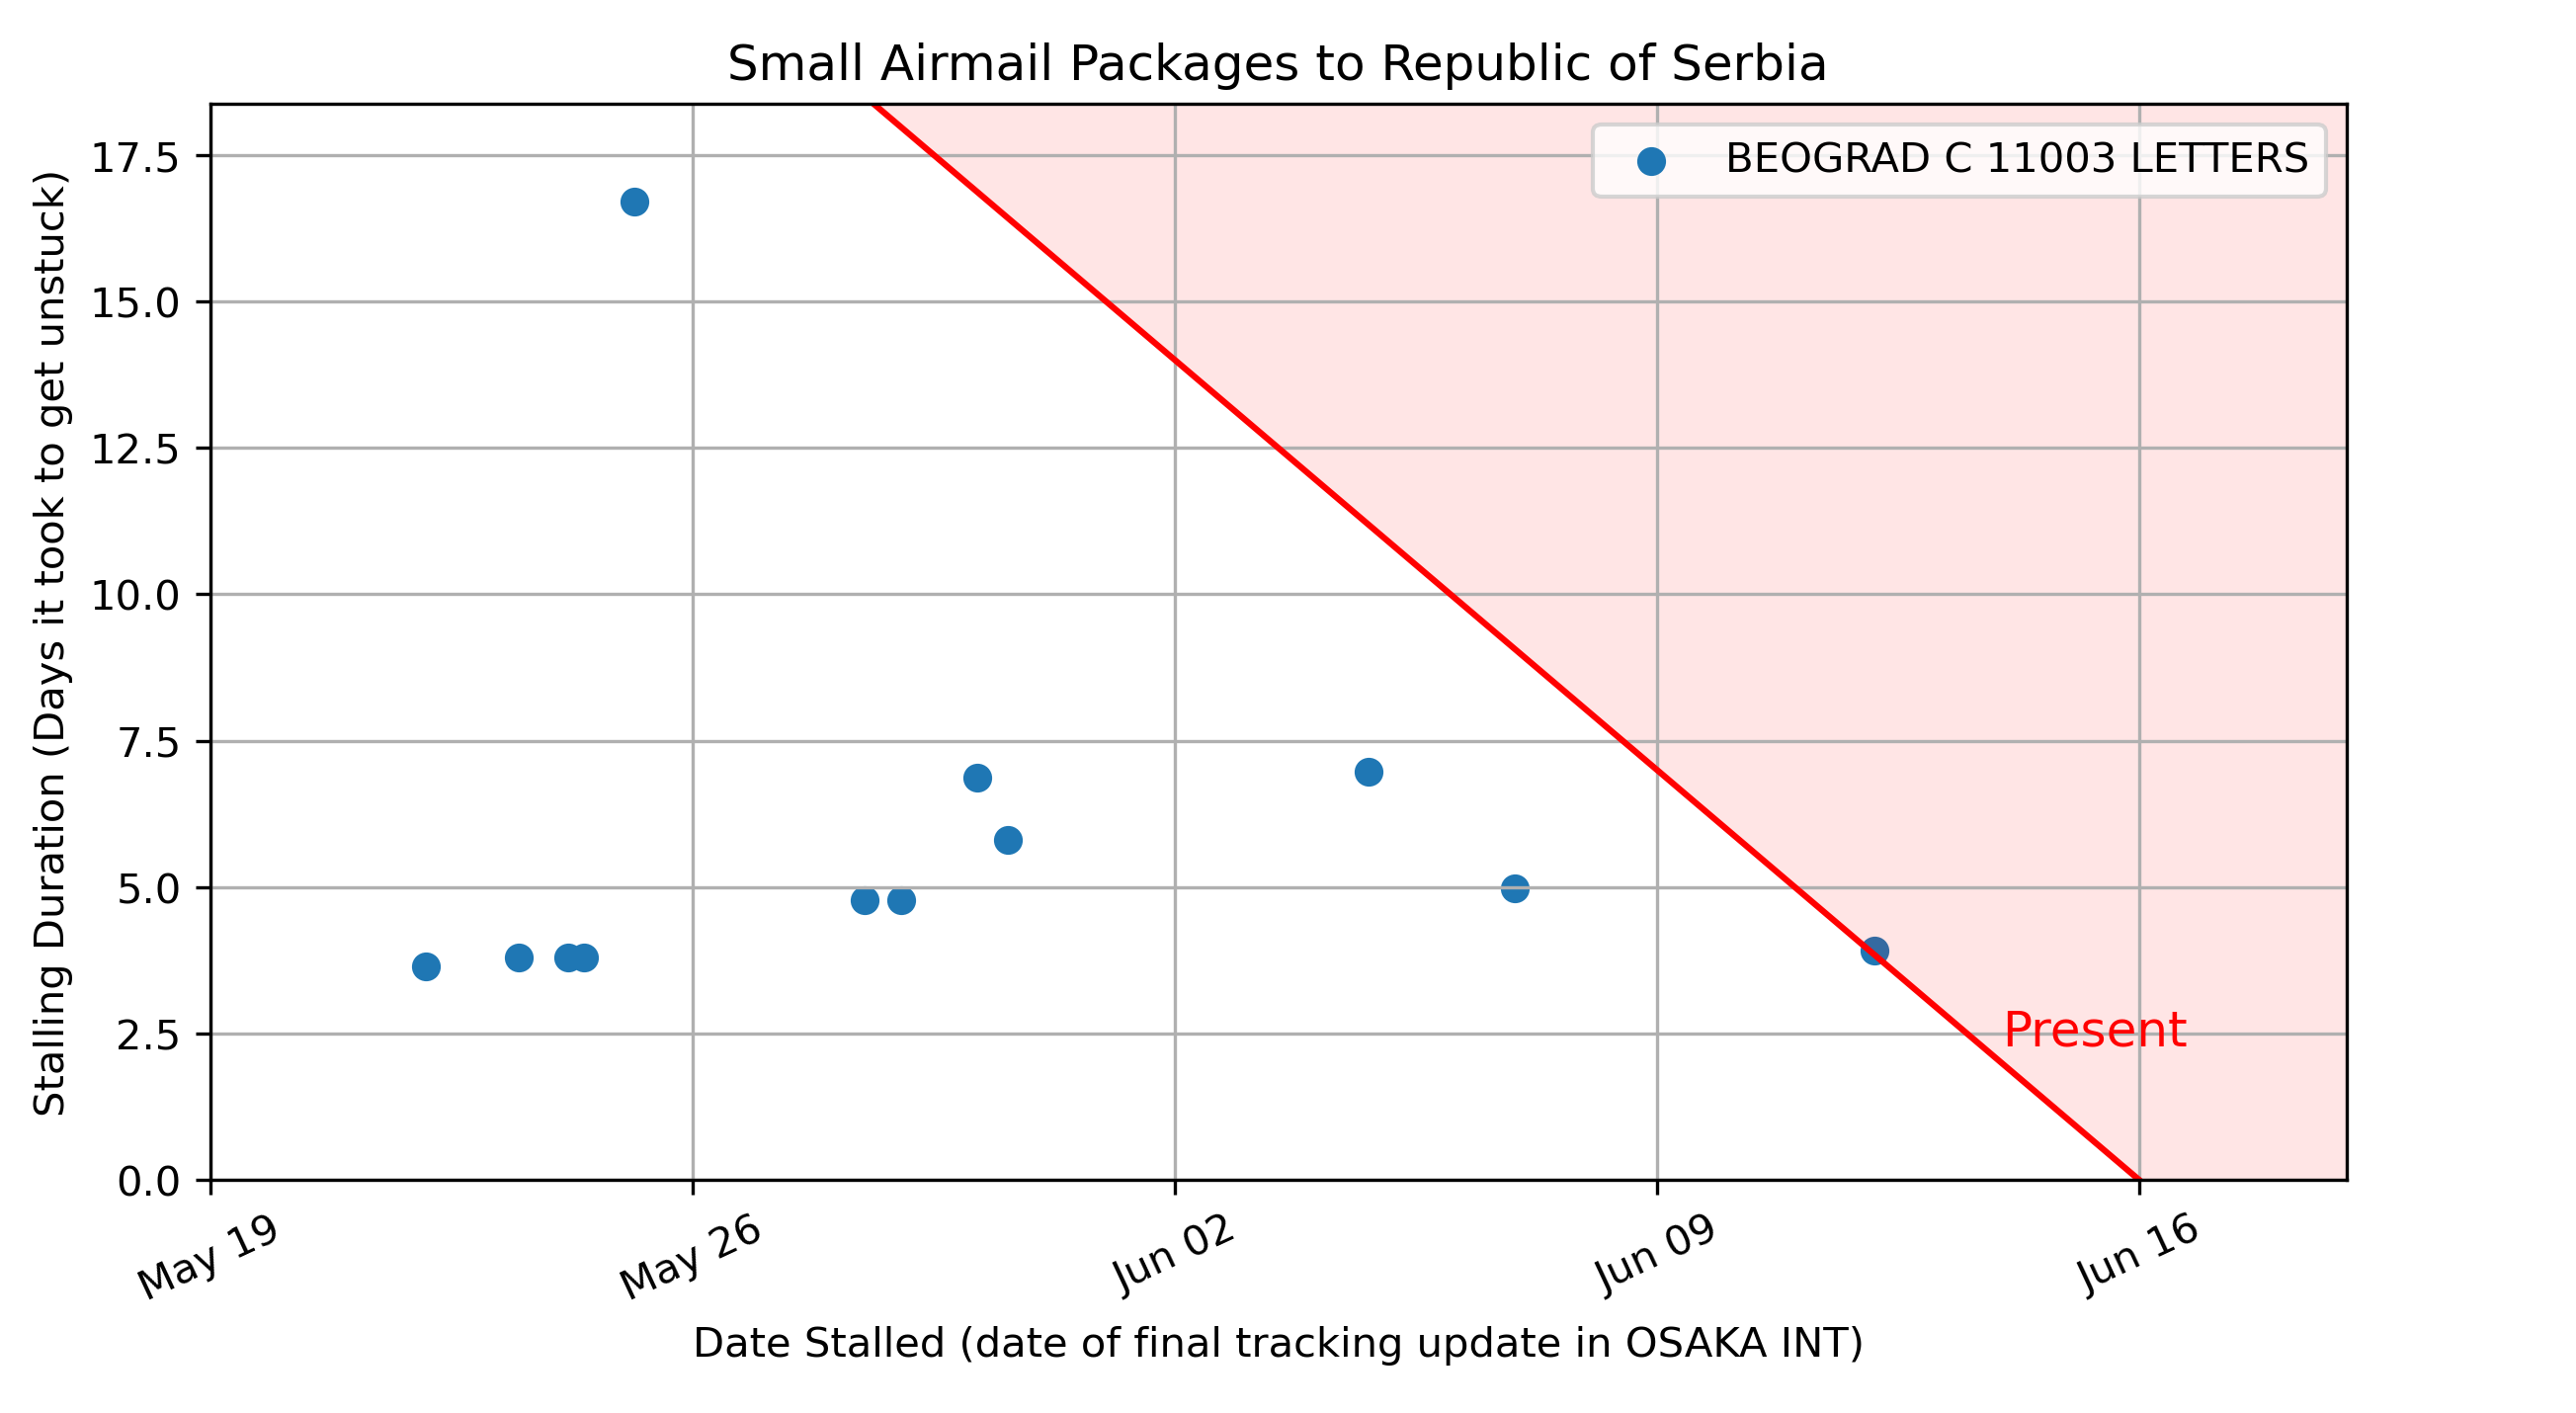 Small Airmail Packages to Republic of Serbia
BEOGRAD C 11003 LETTERS
Stalling Duration (Days it took to get unstuck)
17.5
15.0
12.5
10.0
7.5
5.0
2.5
0.0
Present
May 19
May 26
Jun 02
Jun 09
Jun 16
Date Stalled (date of final tracking update in OSAKA INT)